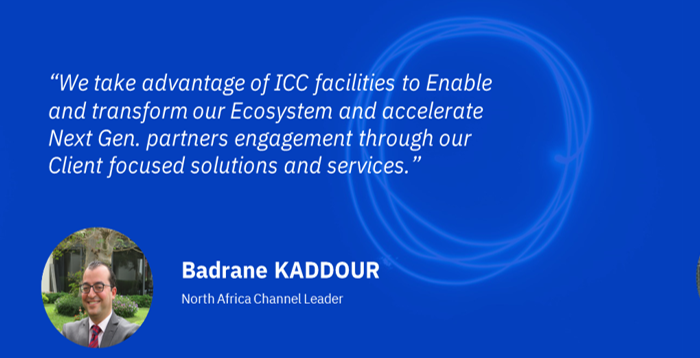 “We take advantage of ICC facilities to Enable
and transform our Ecosystem and accelerate
Next Gen. partners engagement through our
Client focused solutions and services.”
Badrane KADDOUR
North Africa Channel Leader